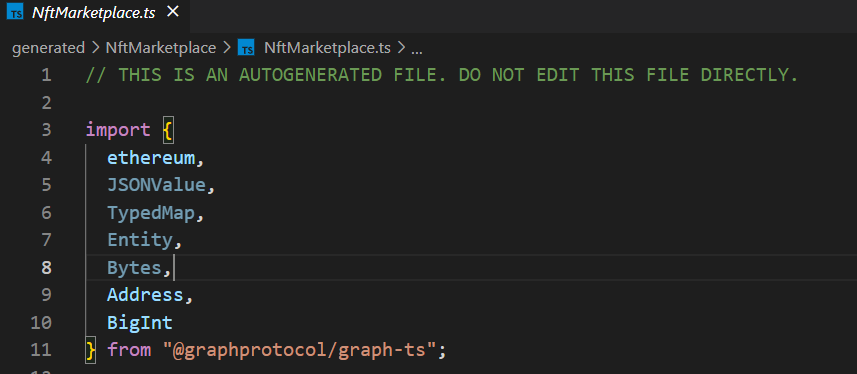 TS NftMarketplace.ts ×
generated > NftMarketplace > TS NftMarketplace.ts > ...
1 // THIS IS AN AUTOGENERATED FILE. DO NOT EDIT THIS FILE DIRECTLY.
2
3 import {
4 ethereum,
5 JSONValue,
6 TypedMap,
7 Entity,
8 Bytes,
9 Address,
10 BigInt
11 } from "@graphprotocol/graph-ts";